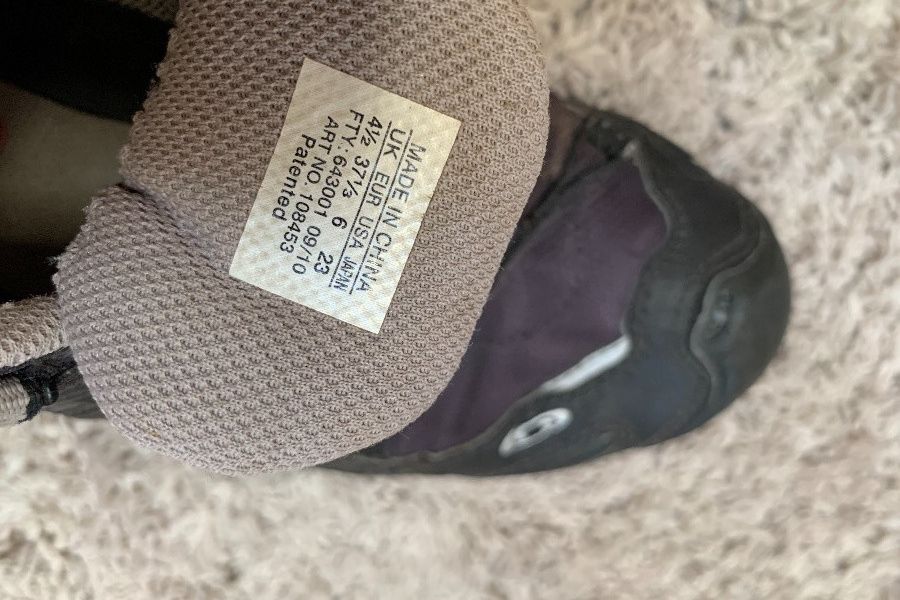 MADE IN CHINA
UK EUR USA JAPAN
4½ 37⅓ 6 23
FTY: 643001 09/10
ART NO. 108453
Patented